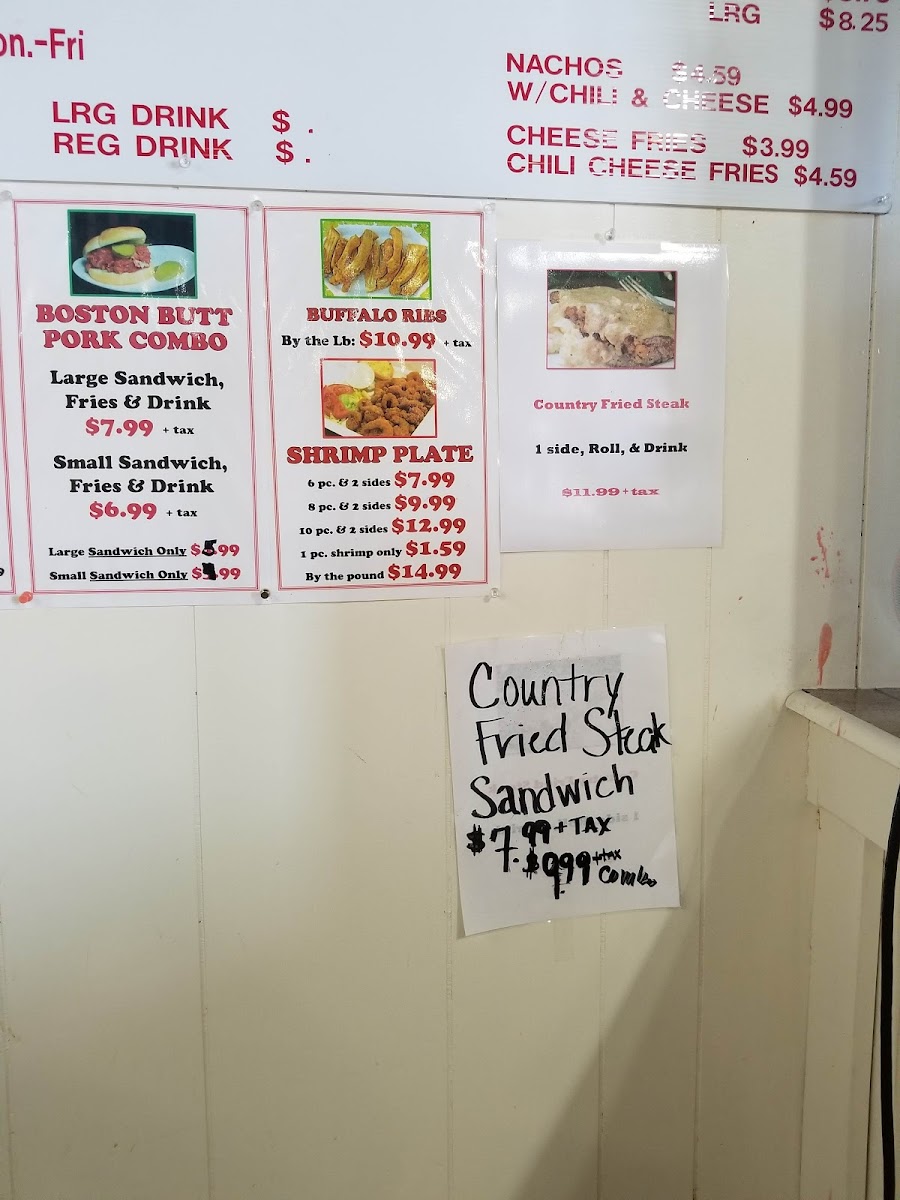 on.-Fri
LRG DRINK $ .
REG DRINK $ .
LRG $8.25
NACHOS $4.59
W/CHILI & CHEESE $4.99
CHEESE FRIES $3.99
CHILI CHEESE FRIES $4.59
BOSTON BUTT
PORK COMBO
Large Sandwich,
Fries & Drink
$7.99 + tax
Small Sandwich,
Fries & Drink
$6.99 + tax
Large Sandwich Only $ .99
Small Sandwich Only $ .99
BUFFALO RIBS
By the Lb: $10.99 + tax
SHRIMP PLATE
6 pc. & 2 sides $7.99
8 pc. & 2 sides $9.99
10 pc. & 2 sides $12.99
1 pc. shrimp only $1.59
By the pound $14.99
Country Fried Steak
1 side, Roll, & Drink
$11.99 + tax
Country
Fried Steak
Sandwich
$7.99 + TAX
$9.99 + tax
Combo